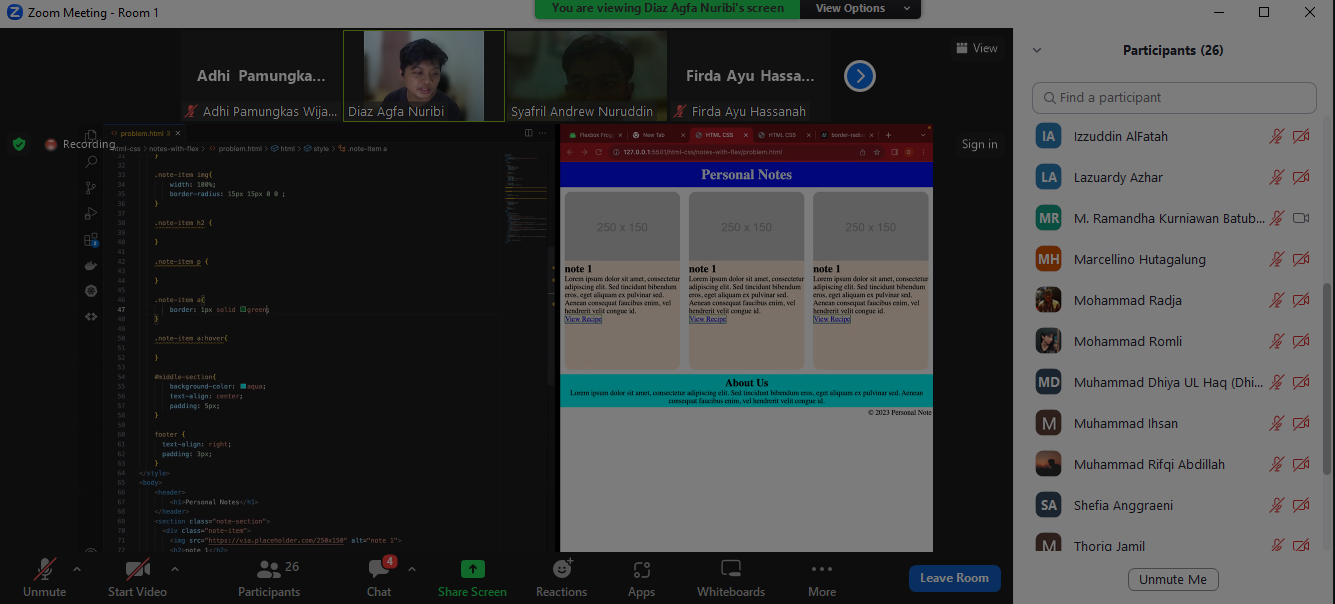 Zoom Meeting - Room 1
You are viewing Diaz Agfa Nuribi's screen
View Options
Adhi Pamungka...
Adhi Pamungkas Wija...
Diaz Agfa Nuribi
Syafril Andrew Nuruddin
Firda Ayu Hassa...
Firda Ayu Hassanah
View
Recording
Sign in
problem.html 3
html-css > notes-with-flex > problem.html > html > style > .note-item a
31 }
32
33 .note-item img{
34 width: 100%;
35 border-radius: 15px 15px 0 0 ;
36 }
37
38 .note-item h2 {
39
40 }
41
42 .note-item p {
43
44 }
45
46 .note-item a{
47 border: 1px solid green;
48 }
49
50 .note-item a:hover{
51
52 }
53
54 #middle-section{
55 background-color: aqua;
56 text-align: center;
57 padding: 5px;
58 }
59
60 footer {
61 text-align: right;
62 padding: 3px;
63 }
64 </style>
65 <body>
66 <header>
67 <h1>Personal Notes</h1>
68 </header>
69 <section class="note-section">
70 <div class="note-item">
71 <img src="https://via.placeholder.com/250x150" alt="note 1">
72 <h2>note 1</h2>
Flexbox Frog
New Tab
HTML CSS
HTML CSS
border-radiu
127.0.0.1:5501/html-css/notes-with-flex/problem.html
Personal Notes
250 x 150
250 x 150
250 x 150
note 1
Lorem ipsum dolor sit amet, consectetur
adipiscing elit. Sed tincidunt bibendum
eros, eget aliquam ex pulvinar sed.
Aenean consequat faucibus enim, vel
hendrerit velit congue id.
View Recipe
note 1
Lorem ipsum dolor sit amet, consectetur
adipiscing elit. Sed tincidunt bibendum
eros, eget aliquam ex pulvinar sed.
Aenean consequat faucibus enim, vel
hendrerit velit congue id.
View Recipe
note 1
Lorem ipsum dolor sit amet, consectetur
adipiscing elit. Sed tincidunt bibendum
eros, eget aliquam ex pulvinar sed.
Aenean consequat faucibus enim, vel
hendrerit velit congue id.
View Recipe
About Us
Lorem ipsum dolor sit amet, consectetur adipiscing elit. Sed tincidunt bibendum eros, eget aliquam ex pulvinar sed. Aenean
consequat faucibus enim, vel hendrerit velit congue id.
© 2023 Personal Note
Participants (26)
Find a participant
IA Izzuddin AlFatah
LA Lazuardy Azhar
MR M. Ramandha Kurniawan Batub...
MH Marcellino Hutagalung
Mohammad Radja
Mohammad Romli
MD Muhammad Dhiya UL Haq (Dhi...
M Muhammad Ihsan
Muhammad Rifqi Abdillah
SA Shefia Anggraeni
M Thoriq Jamil
Unmute Me
Unmute
Start Video
26
Participants
4
Chat
Share Screen
Reactions
Apps
Whiteboards
More
Leave Room